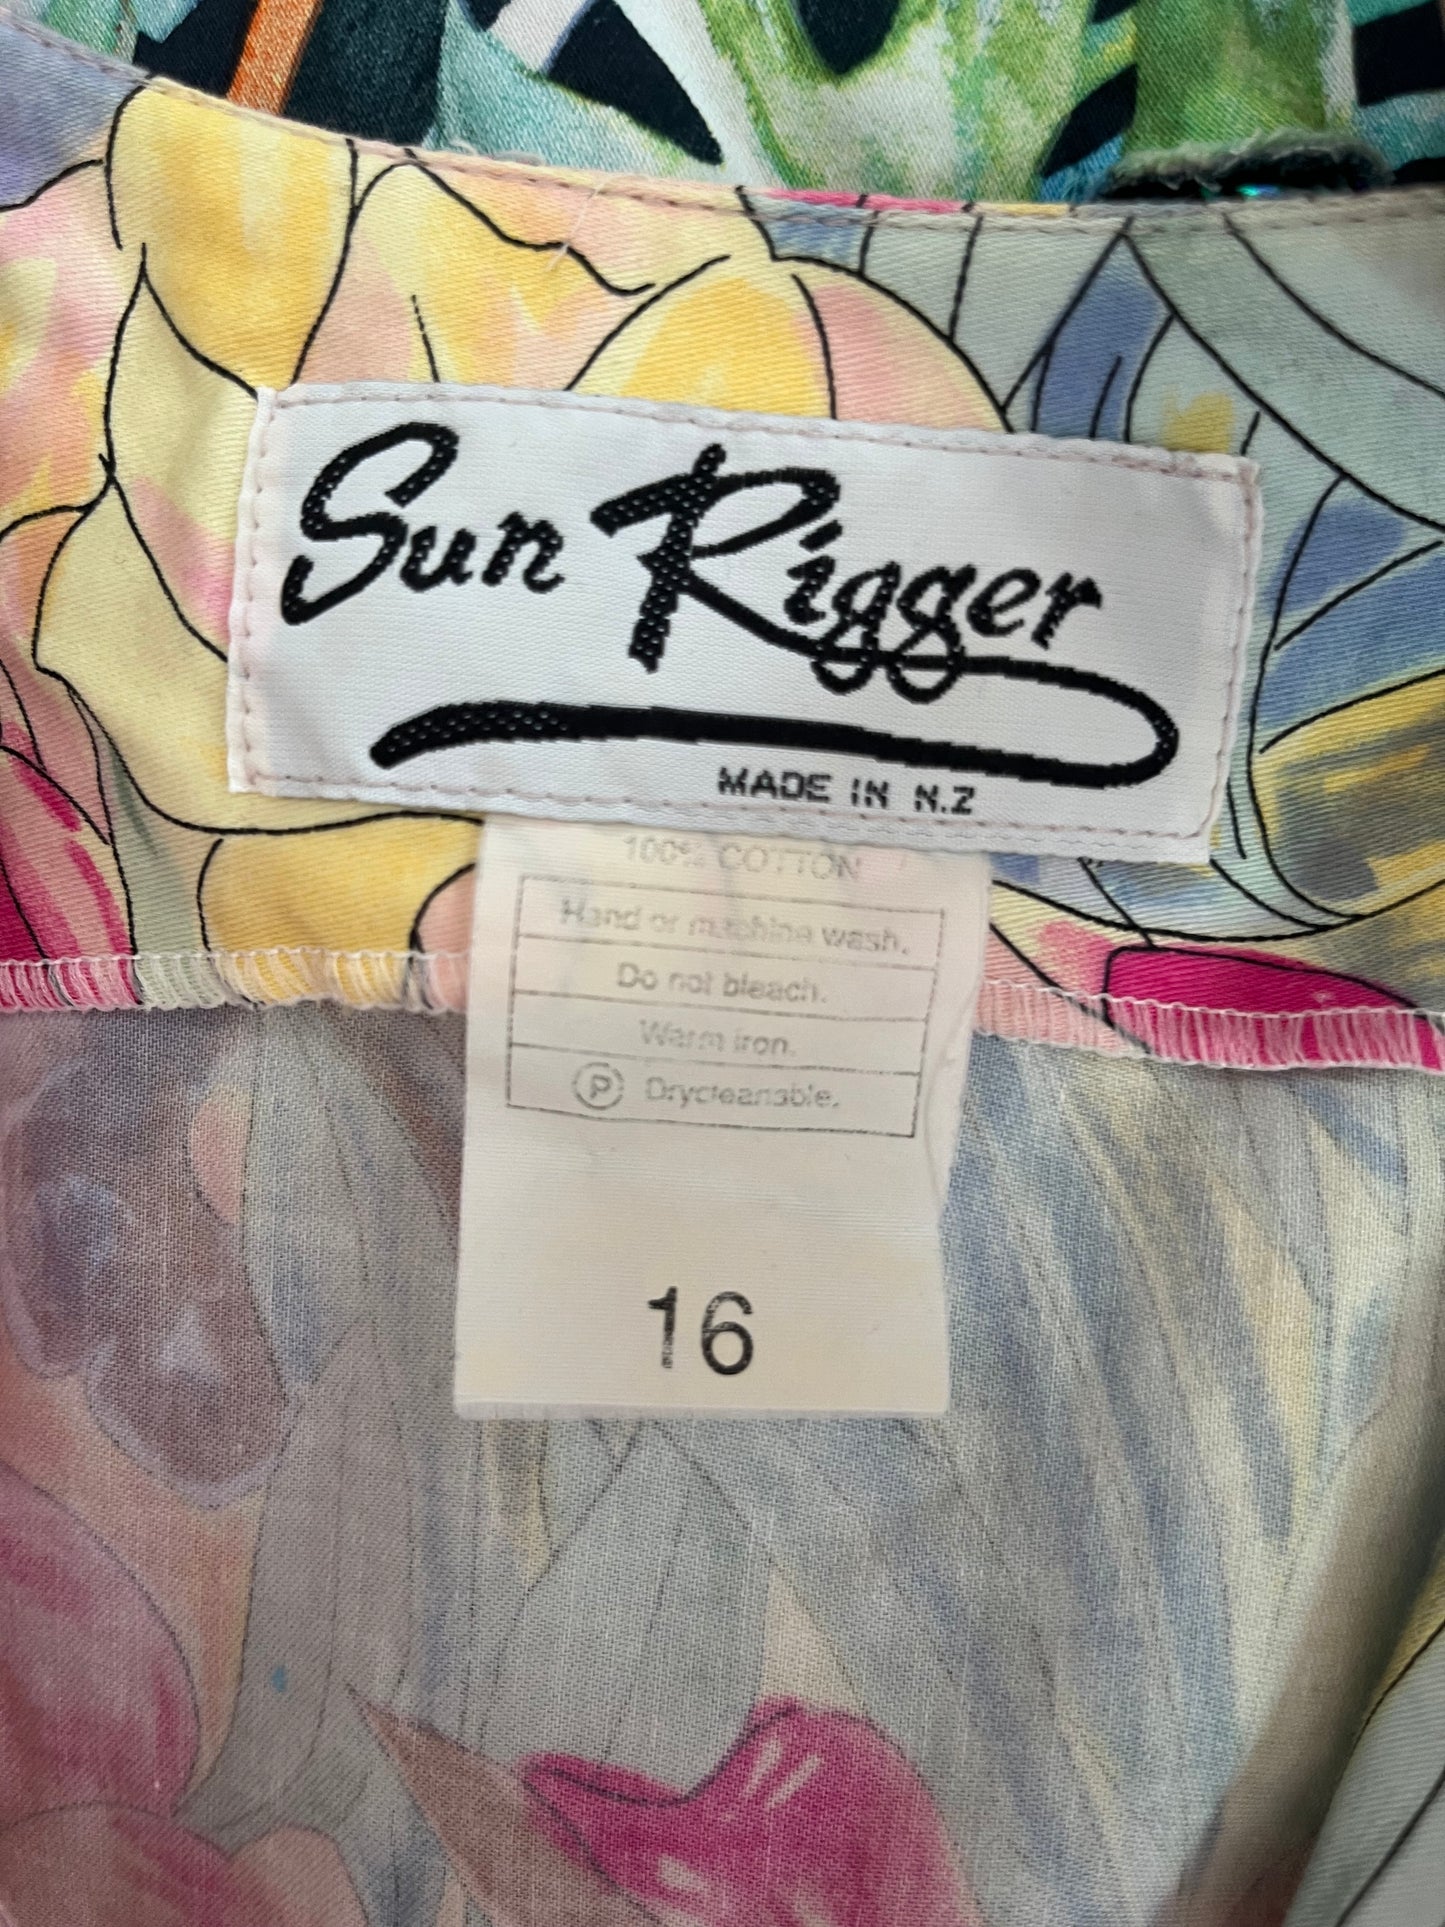 Sun Rigger
MADE IN N.Z
100% COTTON
Hand or machine wash.
Do not bleach.
Warm iron.
P Drycleanable.
16